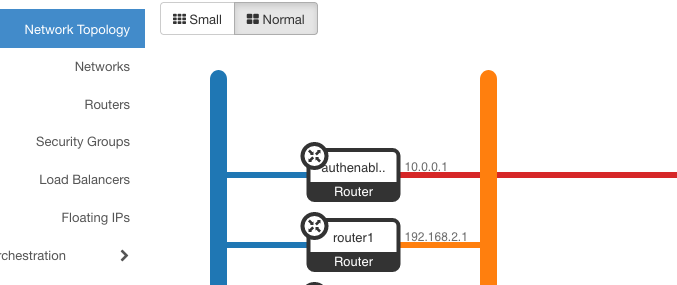 Small Normal
Network Topology
Networks
Routers
Security Groups
Load Balancers
Floating IPs
rchestration
authenabl.. 10.0.0.1
Router
router1 192.168.2.1
Router